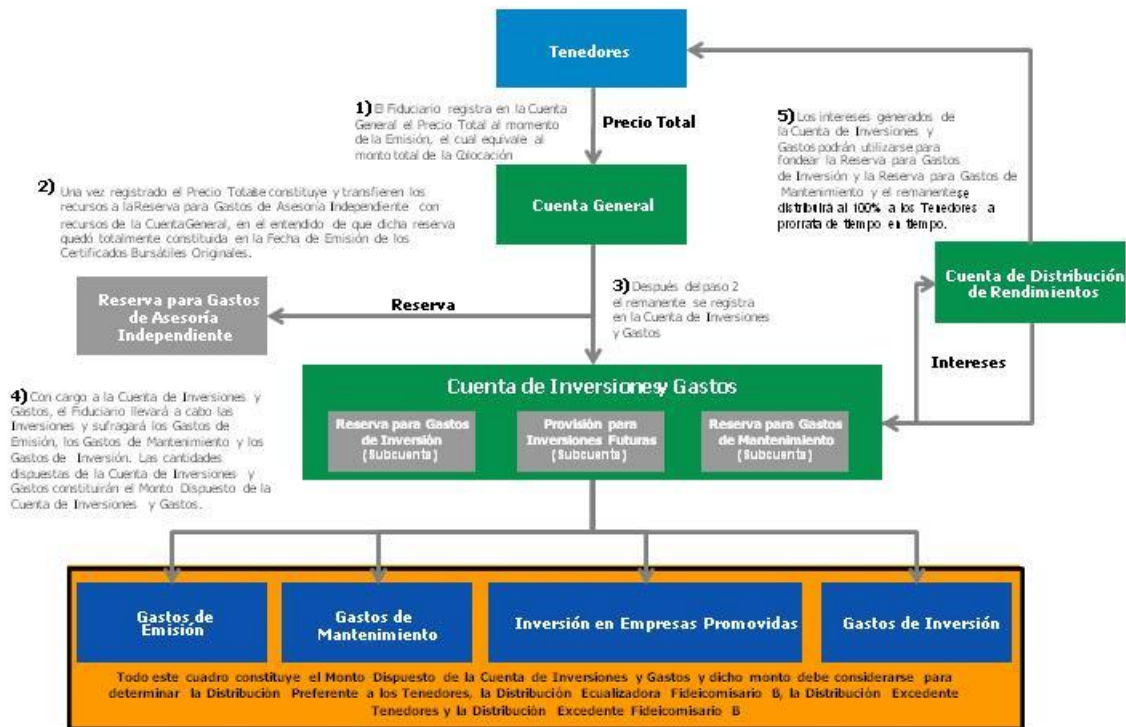 Tenedores
1) El Fiduciario registra en la Cuenta
General el Precio Total al momento
de la Emisión, el cual equivale al
monto total de la Colocación
Precio Total
5) Los intereses generados de
la Cuenta de Inversiones y
Gastos podrán utilizarse para
fondear la Reserva para Gastos
de Inversión y la Reserva para Gastos de
Mantenimiento y el remanente se
distribuirá al 100% a los Tenedores a
prorrata de tiempo en tiempo.
2) Una vez registrado el Precio Total se constituye y transfieren los
recursos a la Reserva para Gastos de Asesoría Independiente con
recursos de la Cuenta General, en el entendido de que dicha reserva
quedó totalmente constituida en la Fecha de Emisión de los
Certificados Bursátiles Originales.
Cuenta General
Cuenta de Distribución
de Rendimientos
Reserva para Gastos
de Asesoría
Independiente
Reserva
3) Después del paso 2
el remanente se registra
en la Cuenta de Inversiones
y Gastos
Intereses
4) Con cargo a la Cuenta de Inversiones y
Gastos, el Fiduciario llevará a cabo las
Inversiones y sufragará los Gastos de
Emisión, los Gastos de Mantenimiento y los
Gastos de Inversión. Las cantidades
dispuestas de la Cuenta de Inversiones y
Gastos constituirán el Monto Dispuesto de la
Cuenta de Inversiones y Gastos.
Cuenta de Inversiones y Gastos
Reserva para Gastos
de Inversión
(Subcuenta)
Provisión para
Inversiones Futuras
(Subcuenta)
Reserva para Gastos
de Mantenimiento
(Subcuenta)
Gastos de
Emisión
Gastos de
Mantenimiento
Inversión en Empresas Promovidas
Gastos de Inversión
Todo este cuadro constituye el Monto Dispuesto de la Cuenta de Inversiones y Gastos y dicho monto debe considerarse para
determinar la Distribución Preferente a los Tenedores, la Distribución Ecualizadora Fideicomisario B, la Distribución Excedente
Tenedores y la Distribución Excedente Fideicomisario B